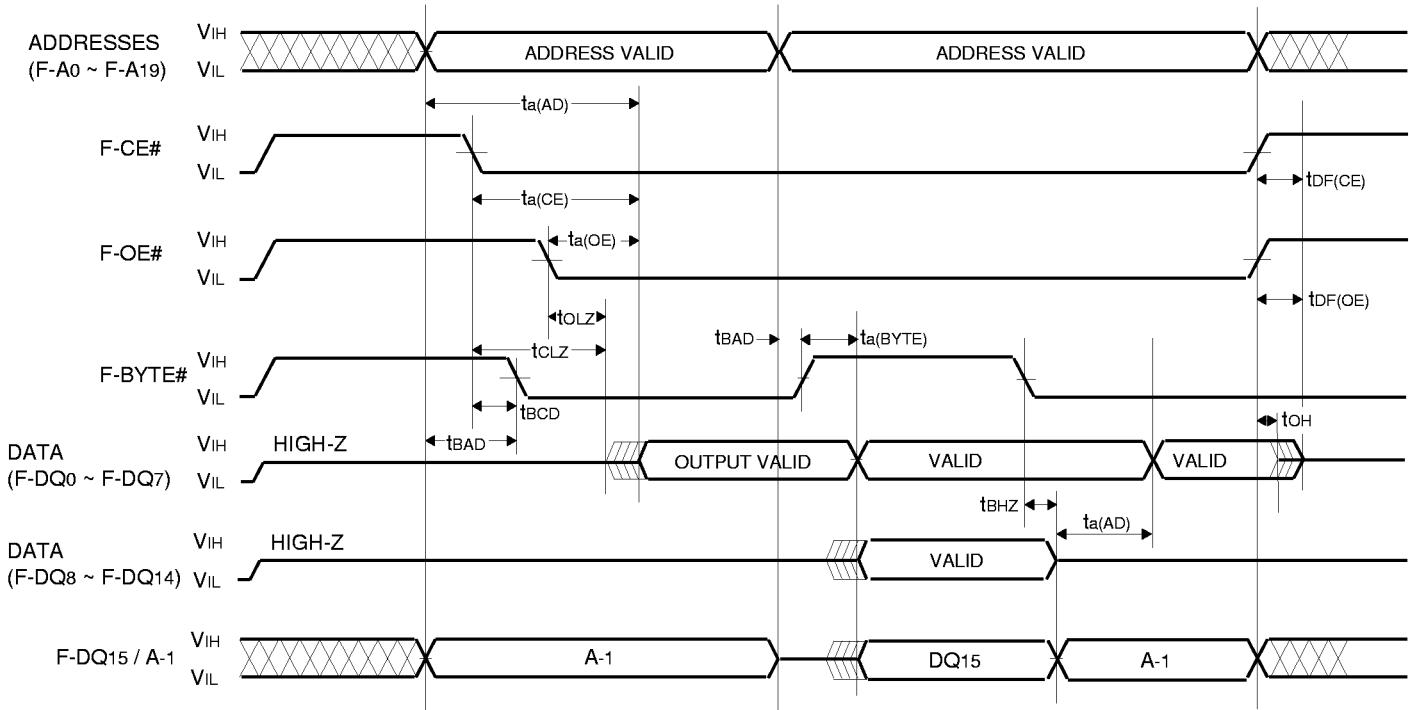 ADDRESSES
(F-A0 ~ F-A19)
VIH
VIL
ADDRESS VALID
ADDRESS VALID
ta(AD)
F-CE#
VIH
VIL
tDF(CE)
ta(CE)
F-OE#
VIH
VIL
ta(OE)
tDF(OE)
tOLZ
tBAD
ta(BYTE)
tCLZ
F-BYTE#
VIH
VIL
tBCD
tOH
tBAD
DATA
(F-DQ0 ~ F-DQ7)
VIH
VIL
HIGH-Z
OUTPUT VALID
VALID
VALID
tBHZ
ta(AD)
DATA
(F-DQ8 ~ F-DQ14)
VIH
VIL
HIGH-Z
VALID
F-DQ15 / A-1
VIH
VIL
A-1
DQ15
A-1